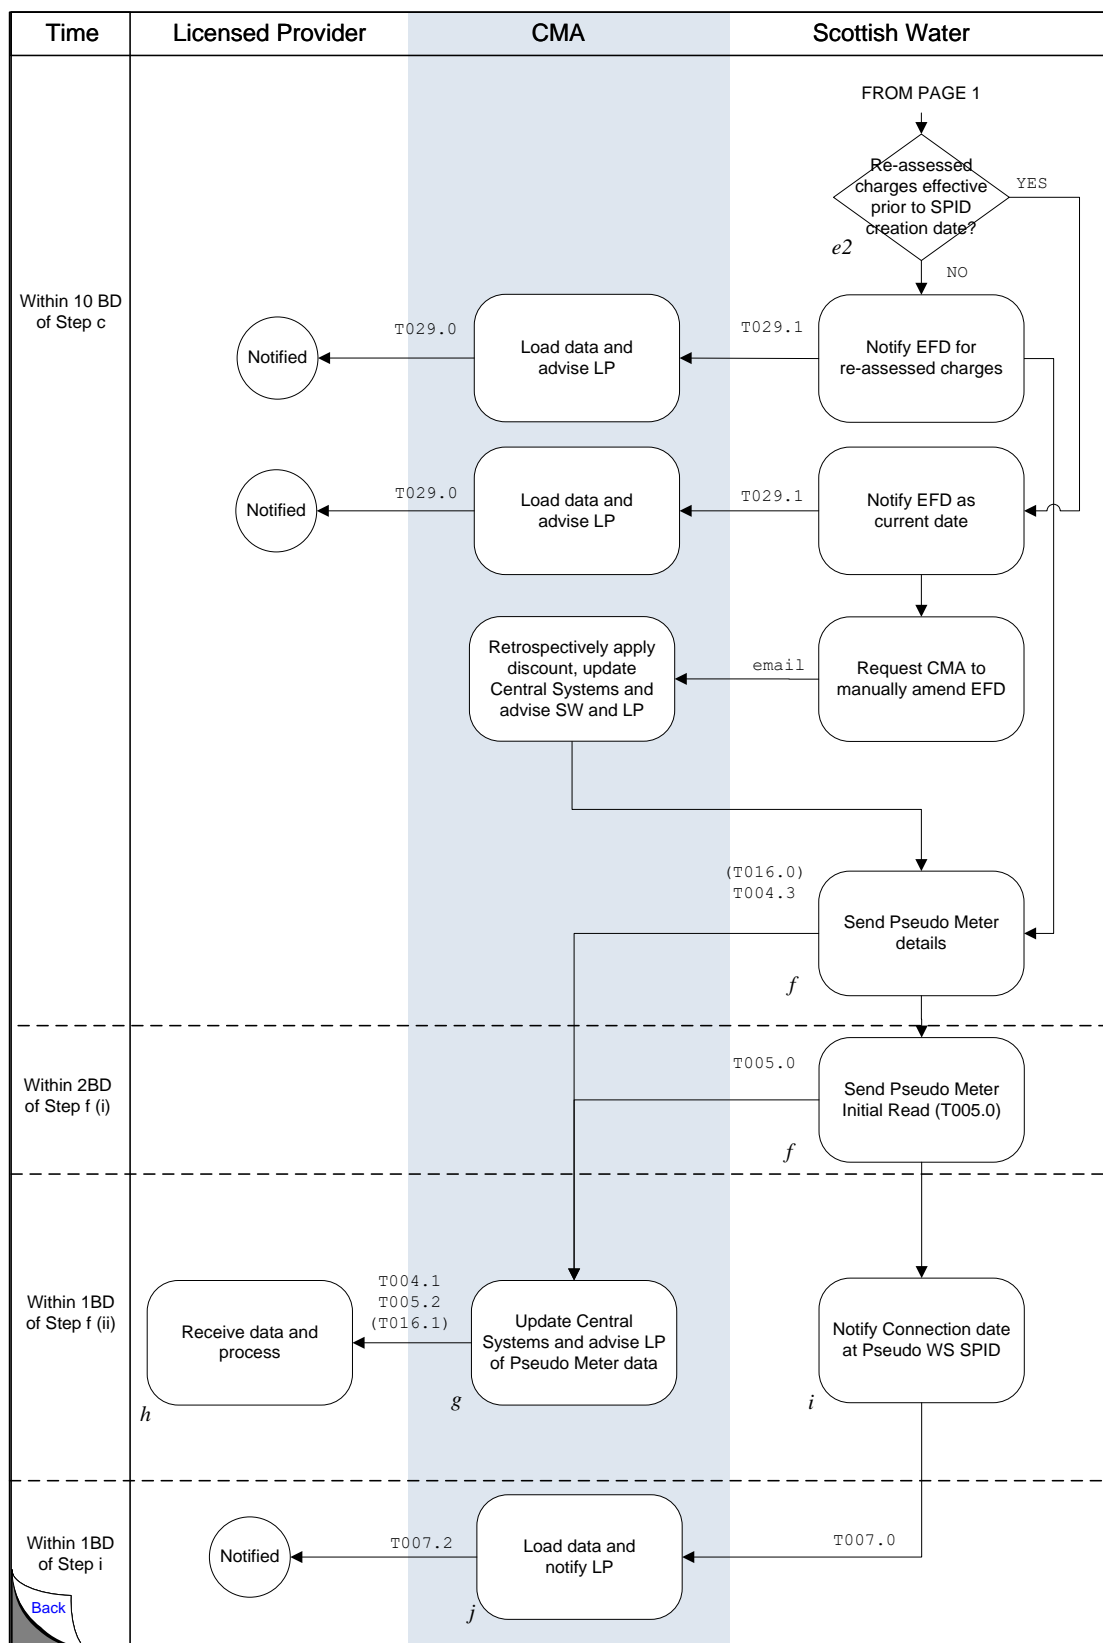 Time
Licensed Provider
CMA
Scottish Water
FROM PAGE 1
Re-assessed
charges effective
prior to SPID
creation date?
YES
e2
NO
Within 10 BD
of Step c
Notified
T029.0
Load data and
advise LP
T029.1
Notify EFD for
re-assessed charges
Notified
T029.0
Load data and
advise LP
T029.1
Notify EFD as
current date
Retrospectively apply
discount, update
Central Systems and
advise SW and LP
email
Request CMA to
manually amend EFD
(T016.0)
T004.3
Send Pseudo Meter
details
f
Within 2BD
of Step f (i)
T005.0
Send Pseudo Meter
Initial Read (T005.0)
f
Within 1BD
of Step f (ii)
Receive data and
process
h
T004.1
T005.2
(T016.1)
Update Central
Systems and advise LP
of Pseudo Meter data
g
Notify Connection date
at Pseudo WS SPID
i
Within 1BD
of Step i
Notified
T007.2
Load data and
notify LP
j
T007.0
Back